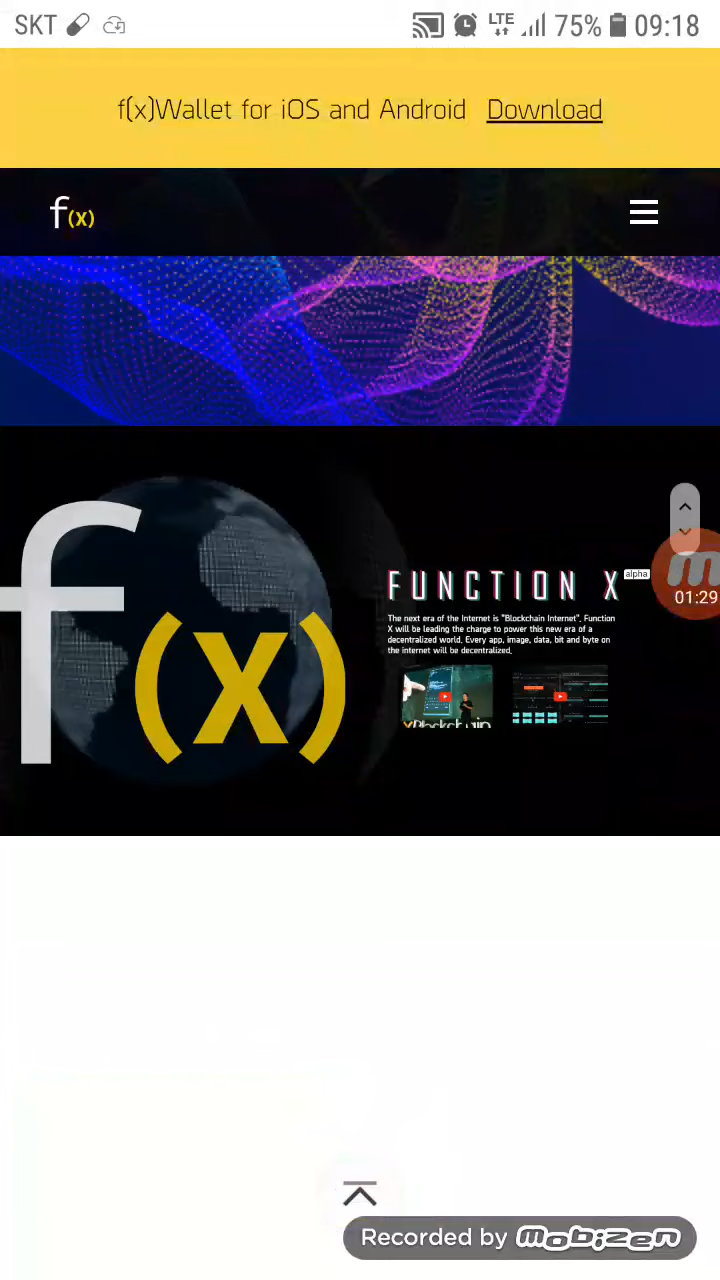 SKT LTE 75% 09:18
f(x)Wallet for iOS and Android Download
f(x)
f(x)
FUNCTION X alpha
The next era of the Internet is "Blockchain Internet". Function
X will be leading the charge to power this new era of a
decentralized world. Every app, image, data, bit and byte on
the internet will be decentralized.
01:29
Recorded by mobizen